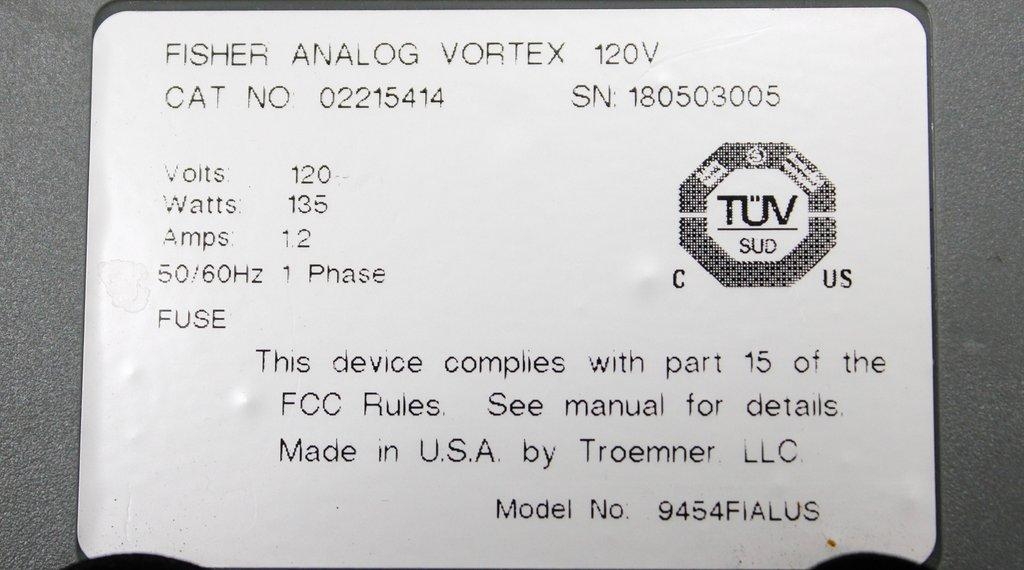 FISHER ANALOG VORTEX 120V
CAT NO: 02215414 SN: 180503005
Volts: 120~
Watts: 135
Amps: 1.2
50/60Hz 1 Phase
FUSE
TÜV
SUD
C US
This device complies with part 15 of the
FCC Rules. See manual for details.
Made in U.S.A. by Troemner, LLC.
Model No: 9454FIALUS